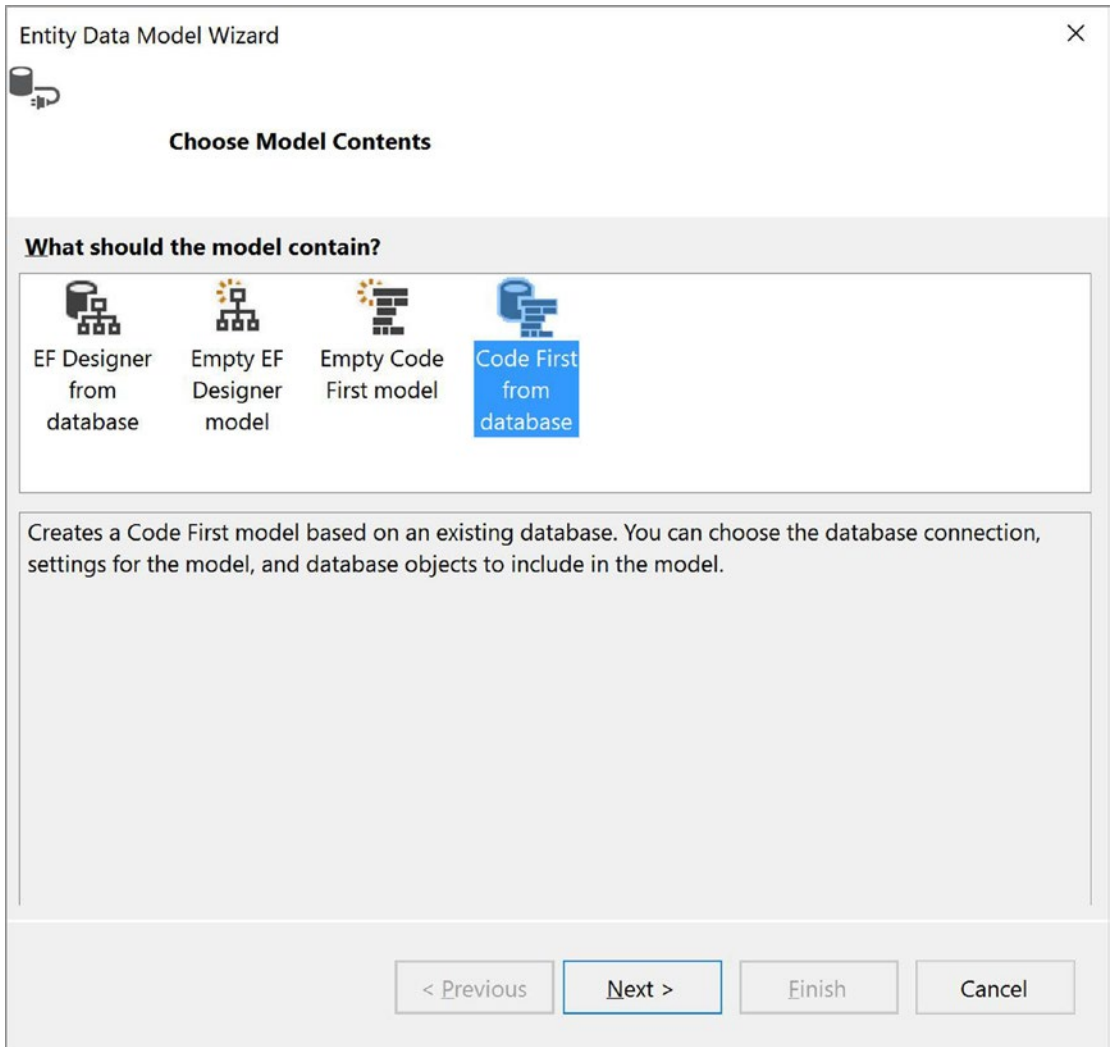 Entity Data Model Wizard
Choose Model Contents
What should the model contain?
EF Designer
from
database
Empty EF
Designer
model
Empty Code
First model
Code First
from
database
Creates a Code First model based on an existing database. You can choose the database connection,
settings for the model, and database objects to include in the model.
< Previous
Next >
Finish
Cancel